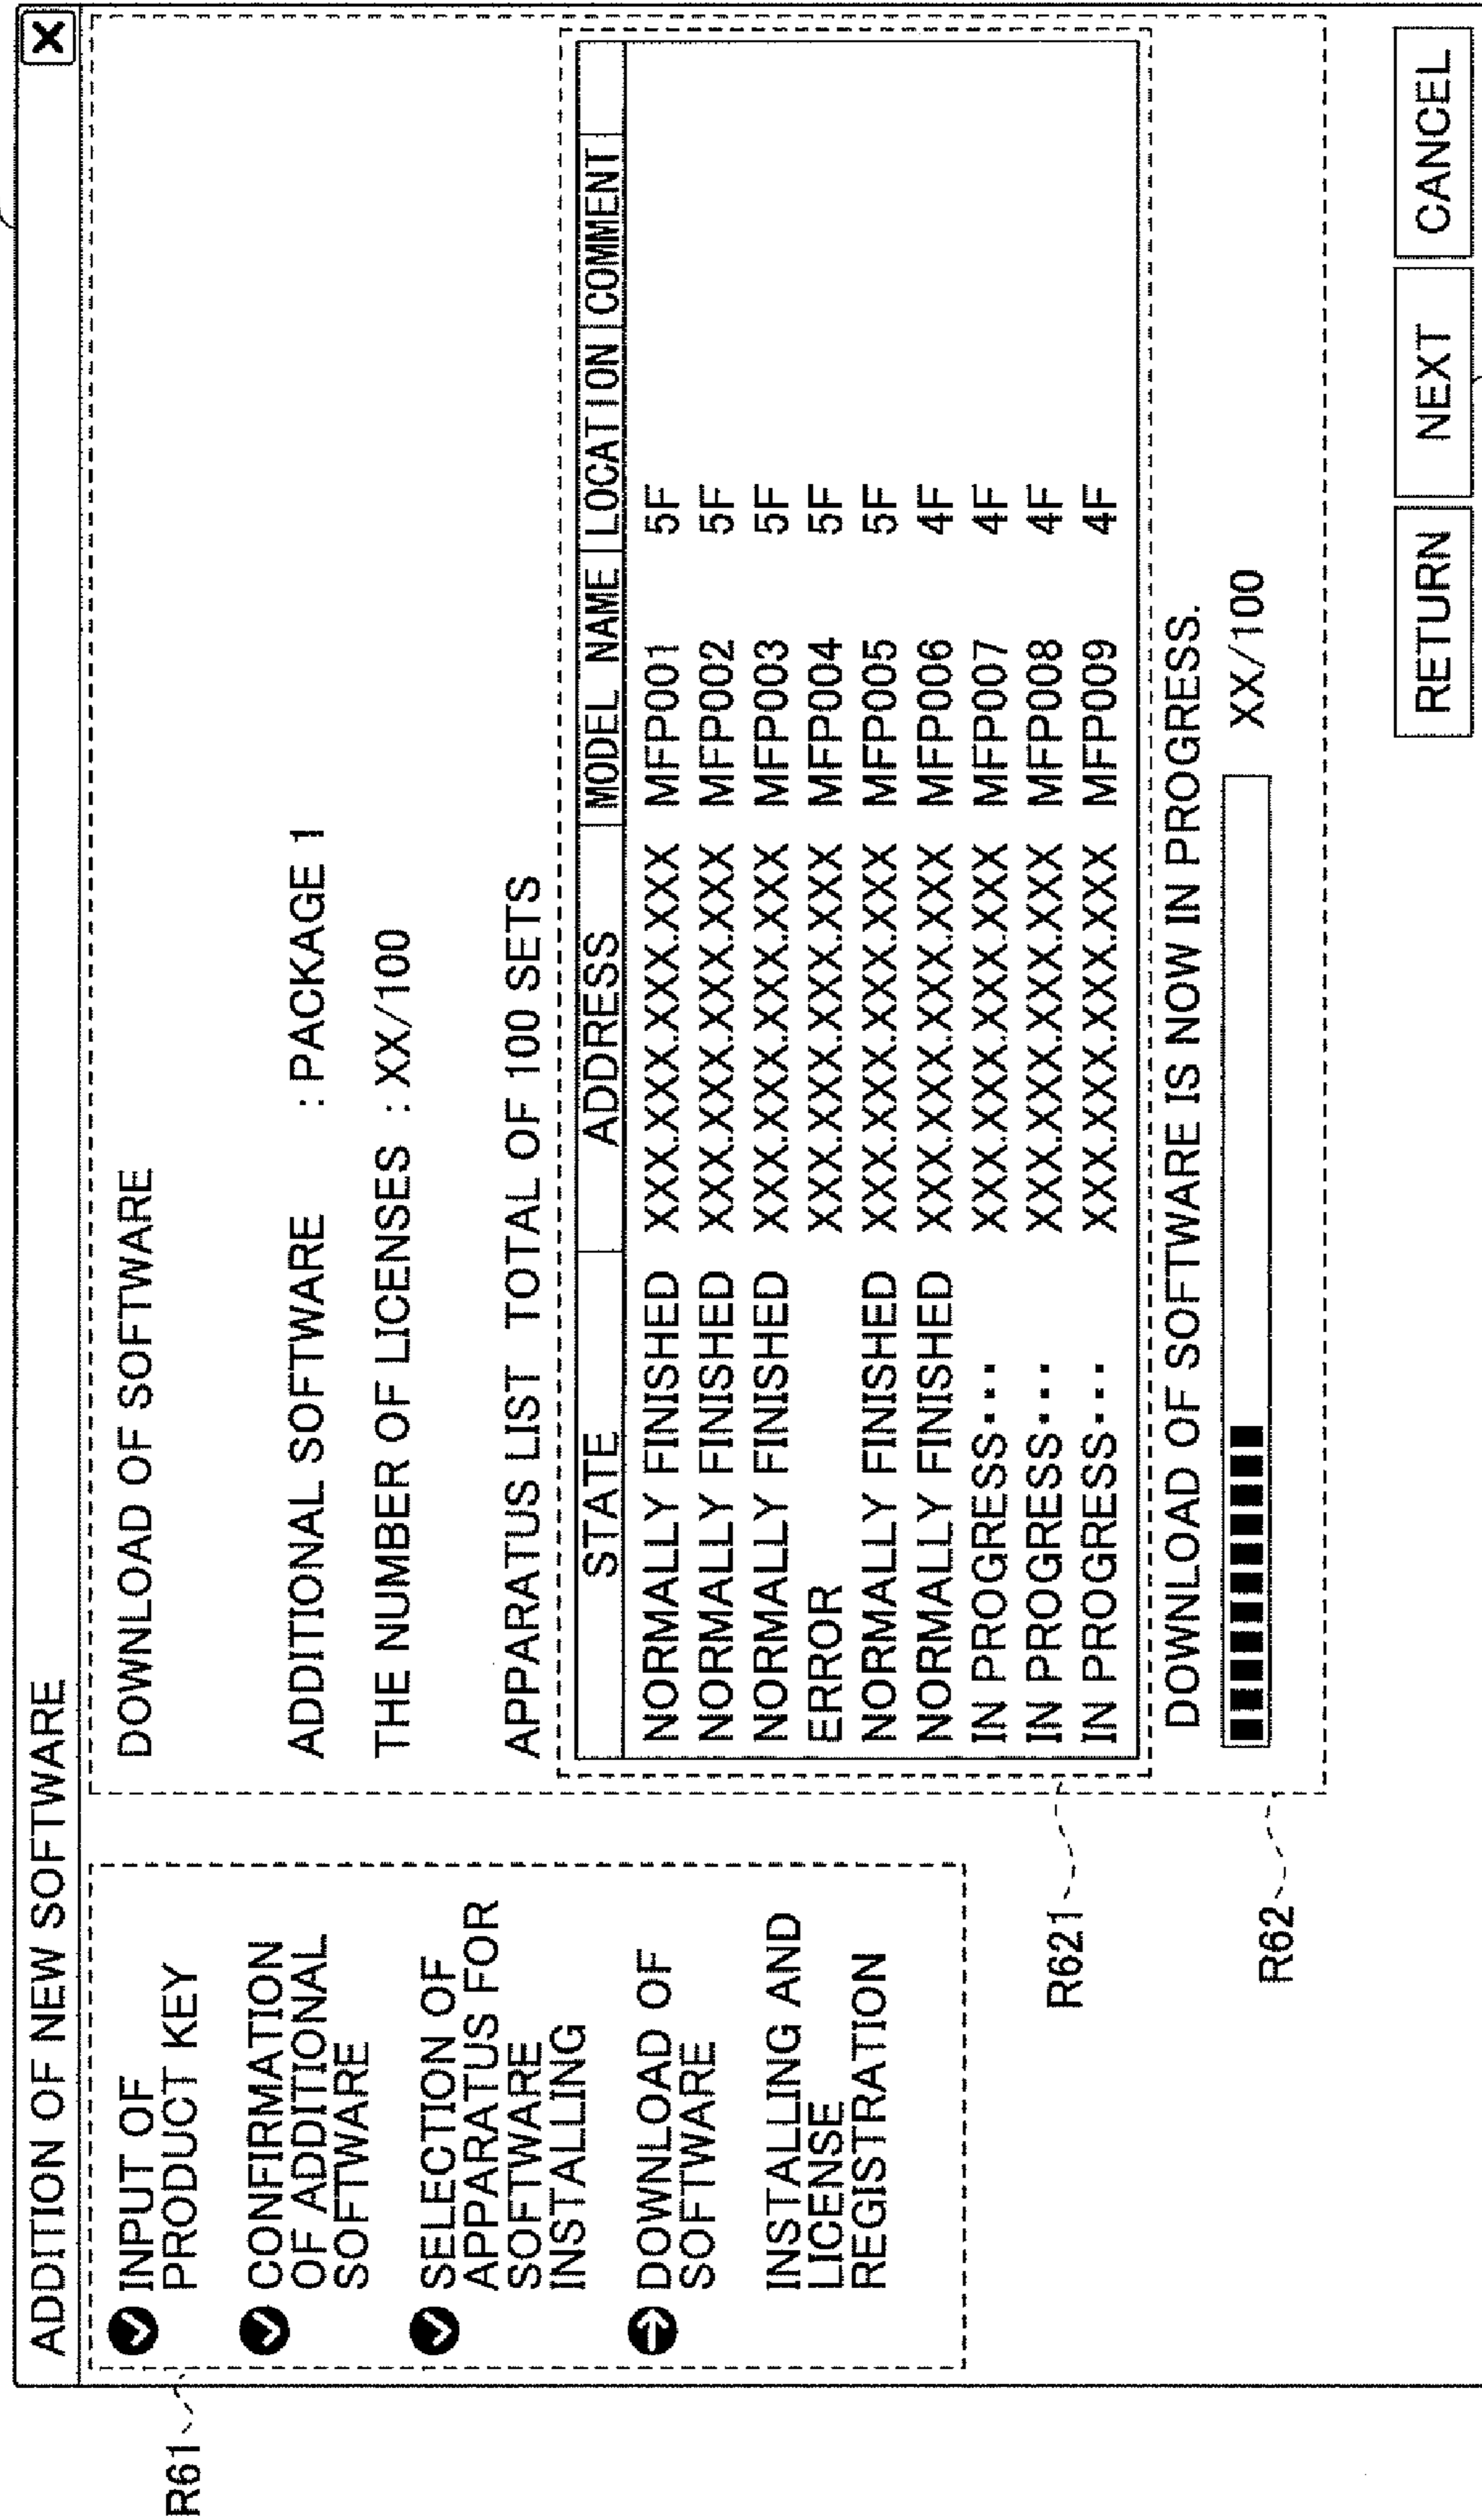 ADDITION OF NEW SOFTWARE
X
R61
INPUT OF
PRODUCT KEY
CONFIRMATION
OF ADDITIONAL
SOFTWARE
SELECTION OF
APPARATUS FOR
SOFTWARE
INSTALLING
DOWNLOAD OF
SOFTWARE
INSTALLING AND
LICENSE
REGISTRATION
R621
R62
DOWNLOAD OF SOFTWARE
ADDITIONAL SOFTWARE : PACKAGE 1
THE NUMBER OF LICENSES : XX/100
APPARATUS LIST TOTAL OF 100 SETS
STATE ADDRESS MODEL NAME LOCATION COMMENT
NORMALLY FINISHED XXX.XXX.XXX.XXX MFP001 5F
NORMALLY FINISHED XXX.XXX.XXX.XXX MFP002 5F
NORMALLY FINISHED XXX.XXX.XXX.XXX MFP003 5F
ERROR XXX.XXX.XXX.XXX MFP004 5F
NORMALLY FINISHED XXX.XXX.XXX.XXX MFP005 5F
NORMALLY FINISHED XXX.XXX.XXX.XXX MFP006 4F
IN PROGRESS... XXX.XXX.XXX.XXX MFP007 4F
IN PROGRESS... XXX.XXX.XXX.XXX MFP008 4F
IN PROGRESS... XXX.XXX.XXX.XXX MFP009 4F
DOWNLOAD OF SOFTWARE IS NOW IN PROGRESS.
XX/100
RETURN NEXT CANCEL